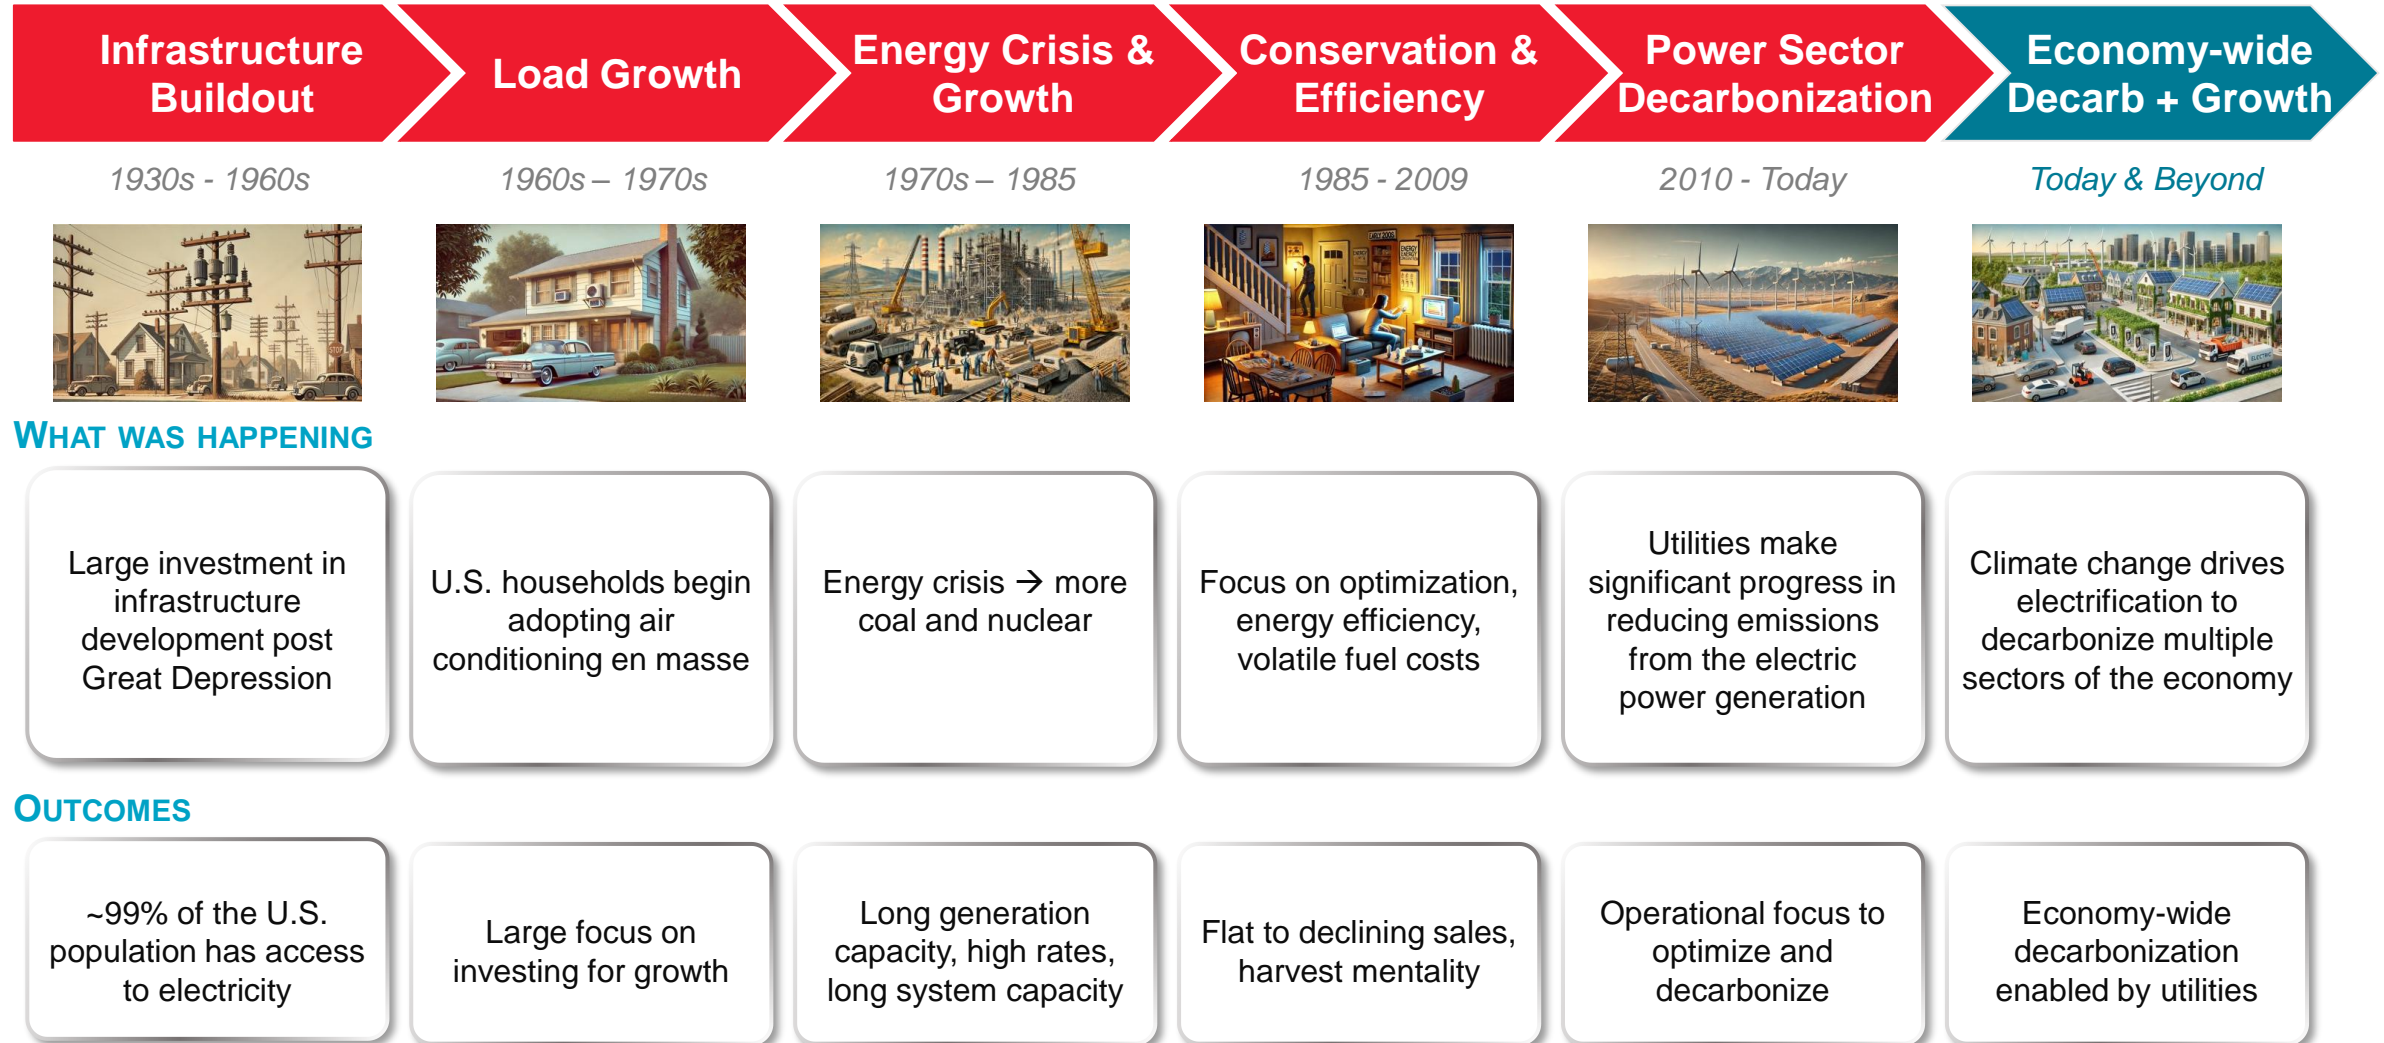 Infrastructure
Buildout
Load Growth
Energy Crisis &
Growth
Conservation &
Efficiency
Power Sector
Decarbonization
Economy-wide
Decarb + Growth
1930s - 1960s
1960s – 1970s
1970s – 1985
1985 - 2009
2010 - Today
Today & Beyond
STOP
ELECTRIC
WHAT WAS HAPPENING
Large investment in
infrastructure
development post
Great Depression
U.S. households begin
adopting air
conditioning en masse
Energy crisis → more
coal and nuclear
Focus on optimization,
energy efficiency,
volatile fuel costs
Utilities make
significant progress in
reducing emissions
from the electric
power generation
Climate change drives
electrification to
decarbonize multiple
sectors of the economy
OUTCOMES
~99% of the U.S.
population has access
to electricity
Large focus on
investing for growth
Long generation
capacity, high rates,
long system capacity
Flat to declining sales,
harvest mentality
Operational focus to
optimize and
decarbonize
Economy-wide
decarbonization
enabled by utilities